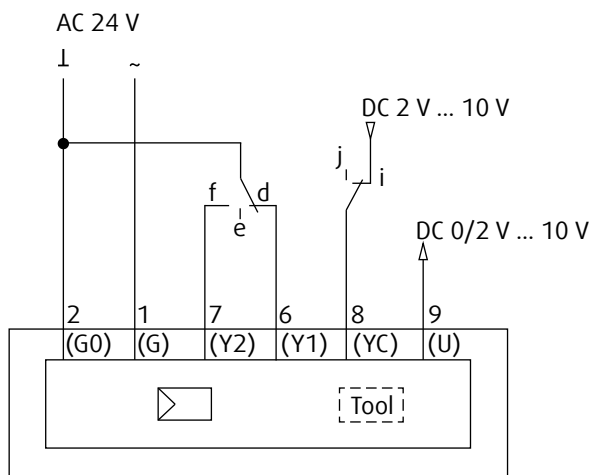 AC 24 V
⊥ ~
DC 2 V ... 10 V
j i
f d
e
DC 0/2 V ... 10 V
2 1 7 6 8 9
(G0) (G) (Y2) (Y1) (YC) (U)
Tool